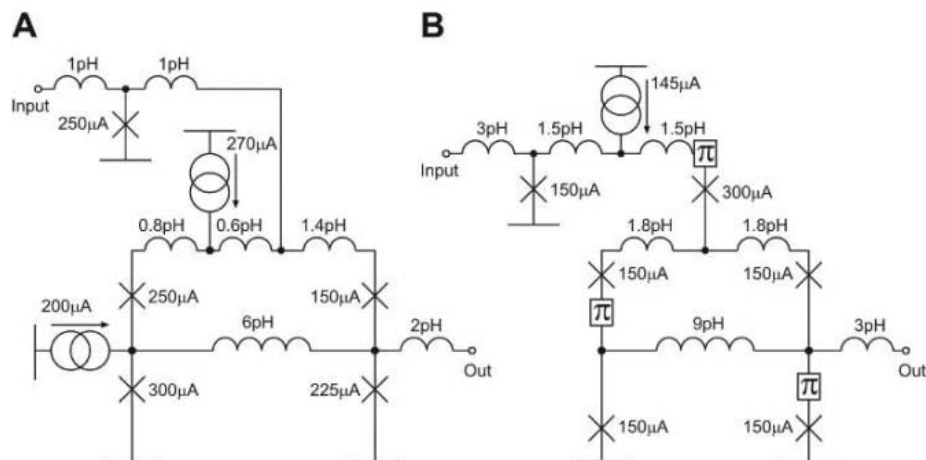 A
1pH 1pH
Input
250µA
270µA
0.8pH 0.6pH 1.4pH
250µA 150µA
200µA
6pH 2pH
Out
300µA 225µA
B
145µA
3pH 1.5pH 1.5pH
π
Input
150µA 300µA
1.8pH 1.8pH
150µA 150µA
π
9pH 3pH
Out
π
150µA 150µA